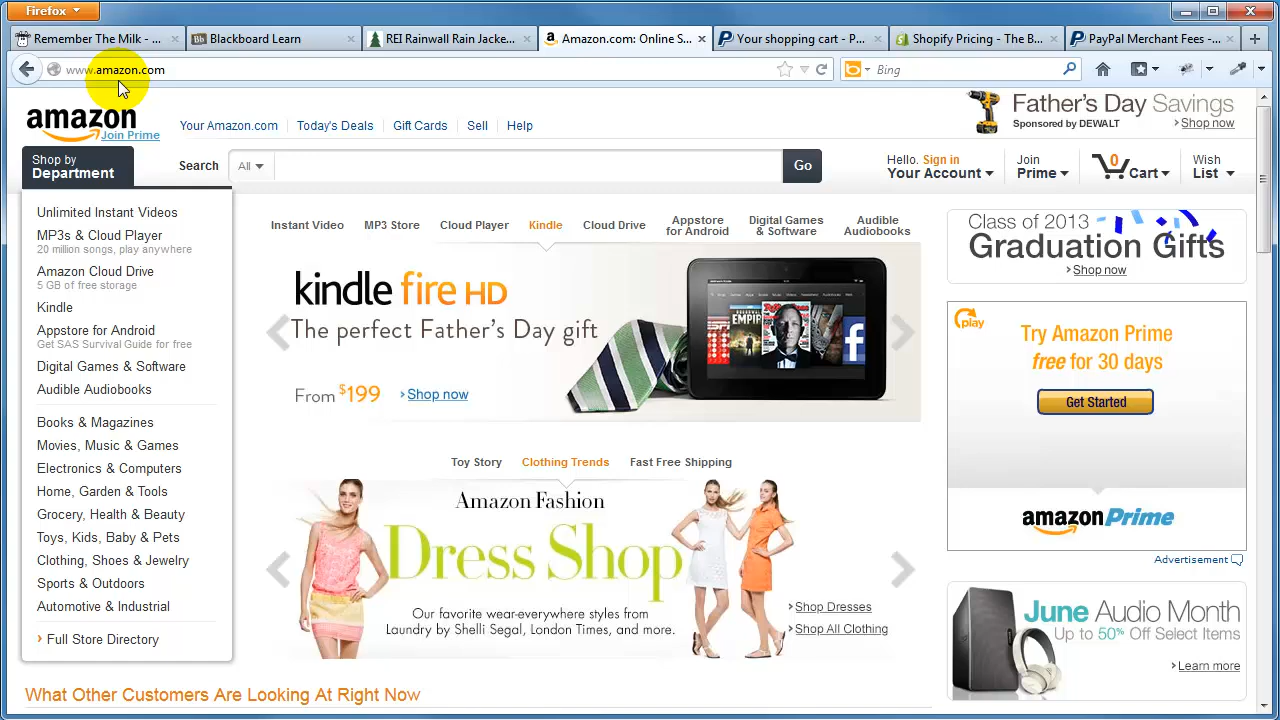 Firefox
Remember The Milk - ...
Bb Blackboard Learn
REI Rainwall Rain Jacke...
a Amazon.com: Online S...
Your shopping cart - P...
Shopify Pricing - The B...
PayPal Merchant Fees -...
www.amazon.com
Bing
amazon
Join Prime
Your Amazon.com
Today's Deals
Gift Cards
Sell
Help
Father's Day Savings
Sponsored by DEWALT
Shop now
Shop by
Department
Search
All
Go
Hello. Sign in
Your Account
Join
Prime
0
Cart
Wish
List
Unlimited Instant Videos
MP3s & Cloud Player
20 million songs, play anywhere
Amazon Cloud Drive
5 GB of free storage
Kindle
Appstore for Android
Get SAS Survival Guide for free
Digital Games & Software
Audible Audiobooks
Books & Magazines
Movies, Music & Games
Electronics & Computers
Home, Garden & Tools
Grocery, Health & Beauty
Toys, Kids, Baby & Pets
Clothing, Shoes & Jewelry
Sports & Outdoors
Automotive & Industrial
Full Store Directory
Instant Video
MP3 Store
Cloud Player
Kindle
Cloud Drive
Appstore
for Android
Digital Games
& Software
Audible
Audiobooks
kindle fire HD
The perfect Father's Day gift
From $199
Shop now
EMPIRE
Toy Story
Clothing Trends
Fast Free Shipping
Amazon Fashion
Dress Shop
Our favorite wear-everywhere styles from
Laundry by Shelli Segal, London Times, and more.
Shop Dresses
Shop All Clothing
Class of 2013
Graduation Gifts
Shop now
play
Try Amazon Prime
free for 30 days
Get Started
amazonPrime
Advertisement
June Audio Month
Up to 50% Off Select Items
Learn more
What Other Customers Are Looking At Right Now